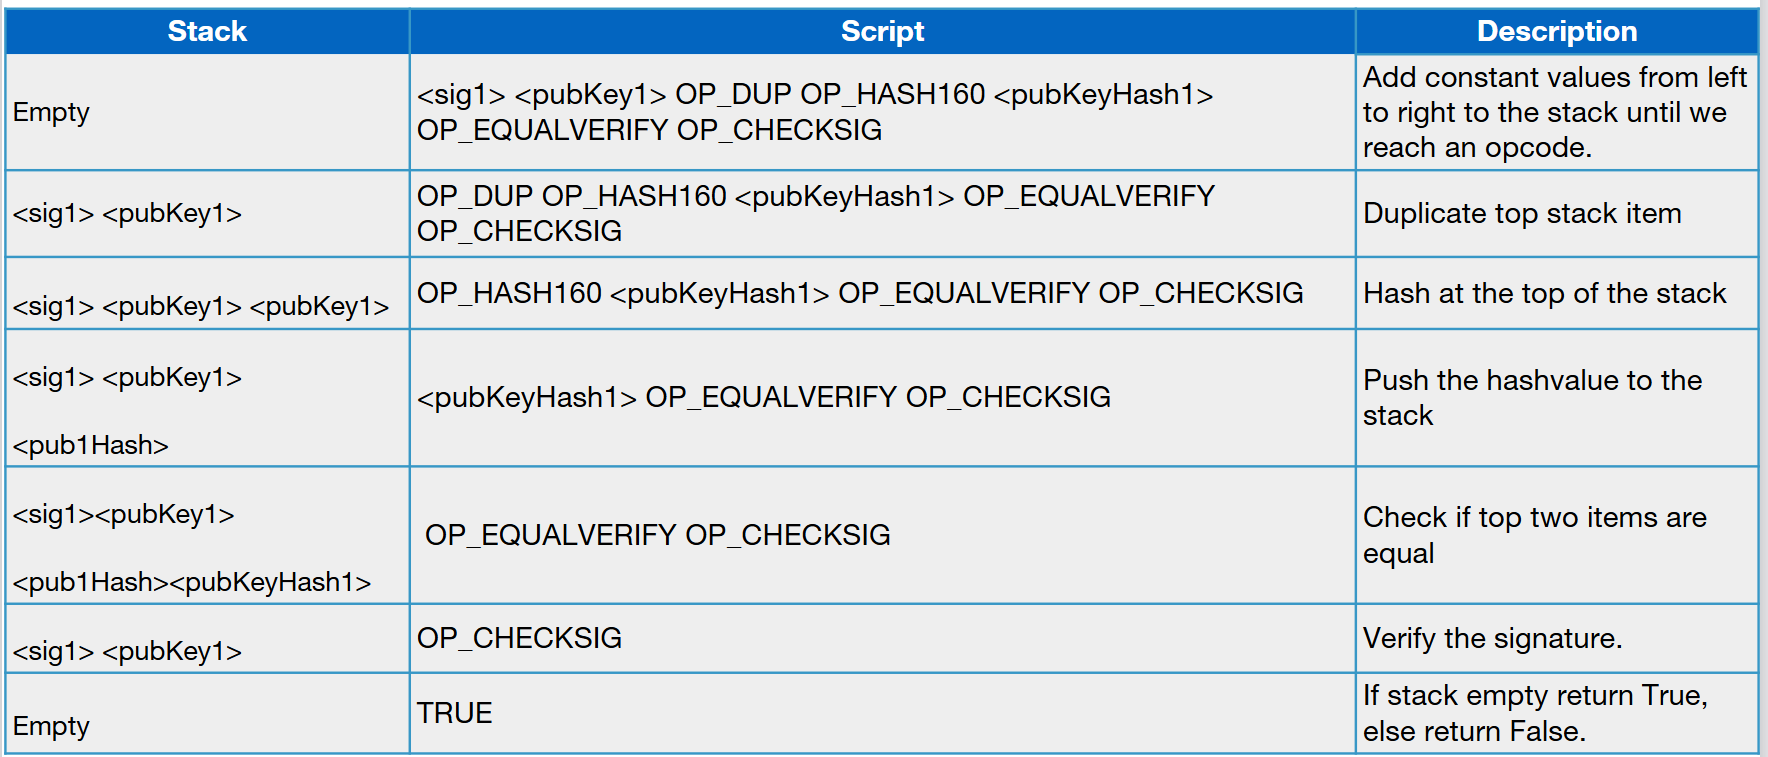 Stack Script Description
Empty
<sig1> <pubKey1> OP_DUP OP_HASH160 <pubKeyHash1>
OP_EQUALVERIFY OP_CHECKSIG
Add constant values from left
to right to the stack until we
reach an opcode.
<sig1> <pubKey1>
OP_DUP OP_HASH160 <pubKeyHash1> OP_EQUALVERIFY
OP_CHECKSIG
Duplicate top stack item
<sig1> <pubKey1> <pubKey1>
OP_HASH160 <pubKeyHash1> OP_EQUALVERIFY OP_CHECKSIG
Hash at the top of the stack
<sig1> <pubKey1>
<pub1Hash>
<pubKeyHash1> OP_EQUALVERIFY OP_CHECKSIG
Push the hashvalue to the
stack
<sig1><pubKey1>
<pub1Hash><pubKeyHash1>
OP_EQUALVERIFY OP_CHECKSIG
Check if top two items are
equal
<sig1> <pubKey1>
OP_CHECKSIG
Verify the signature.
Empty
TRUE
If stack empty return True,
else return False.